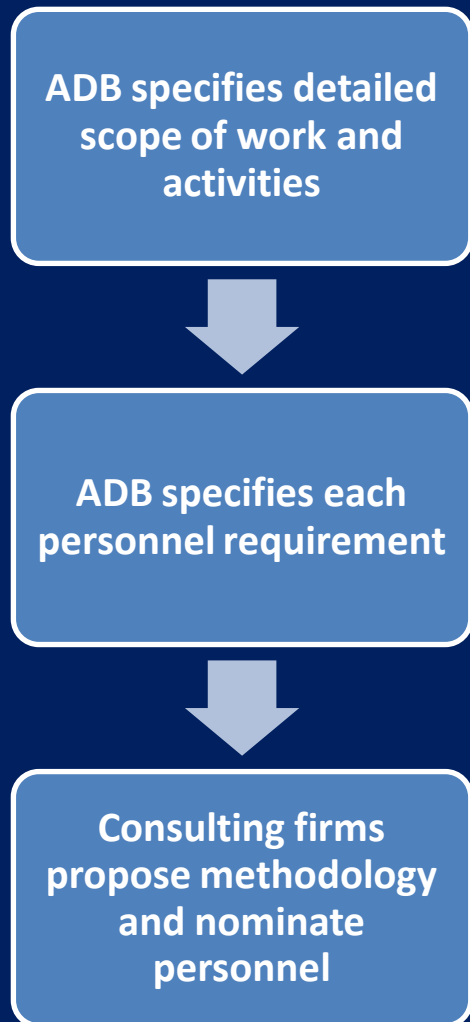 ADB specifies detailed
scope of work and
activities
ADB specifies each
personnel requirement
Consulting firms
propose methodology
and nominate
personnel